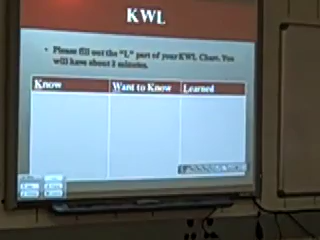 KWL
• Please fill out the "L" part of your KWL Chart. You
will have about 2 minutes.
Know Want to Know Learned